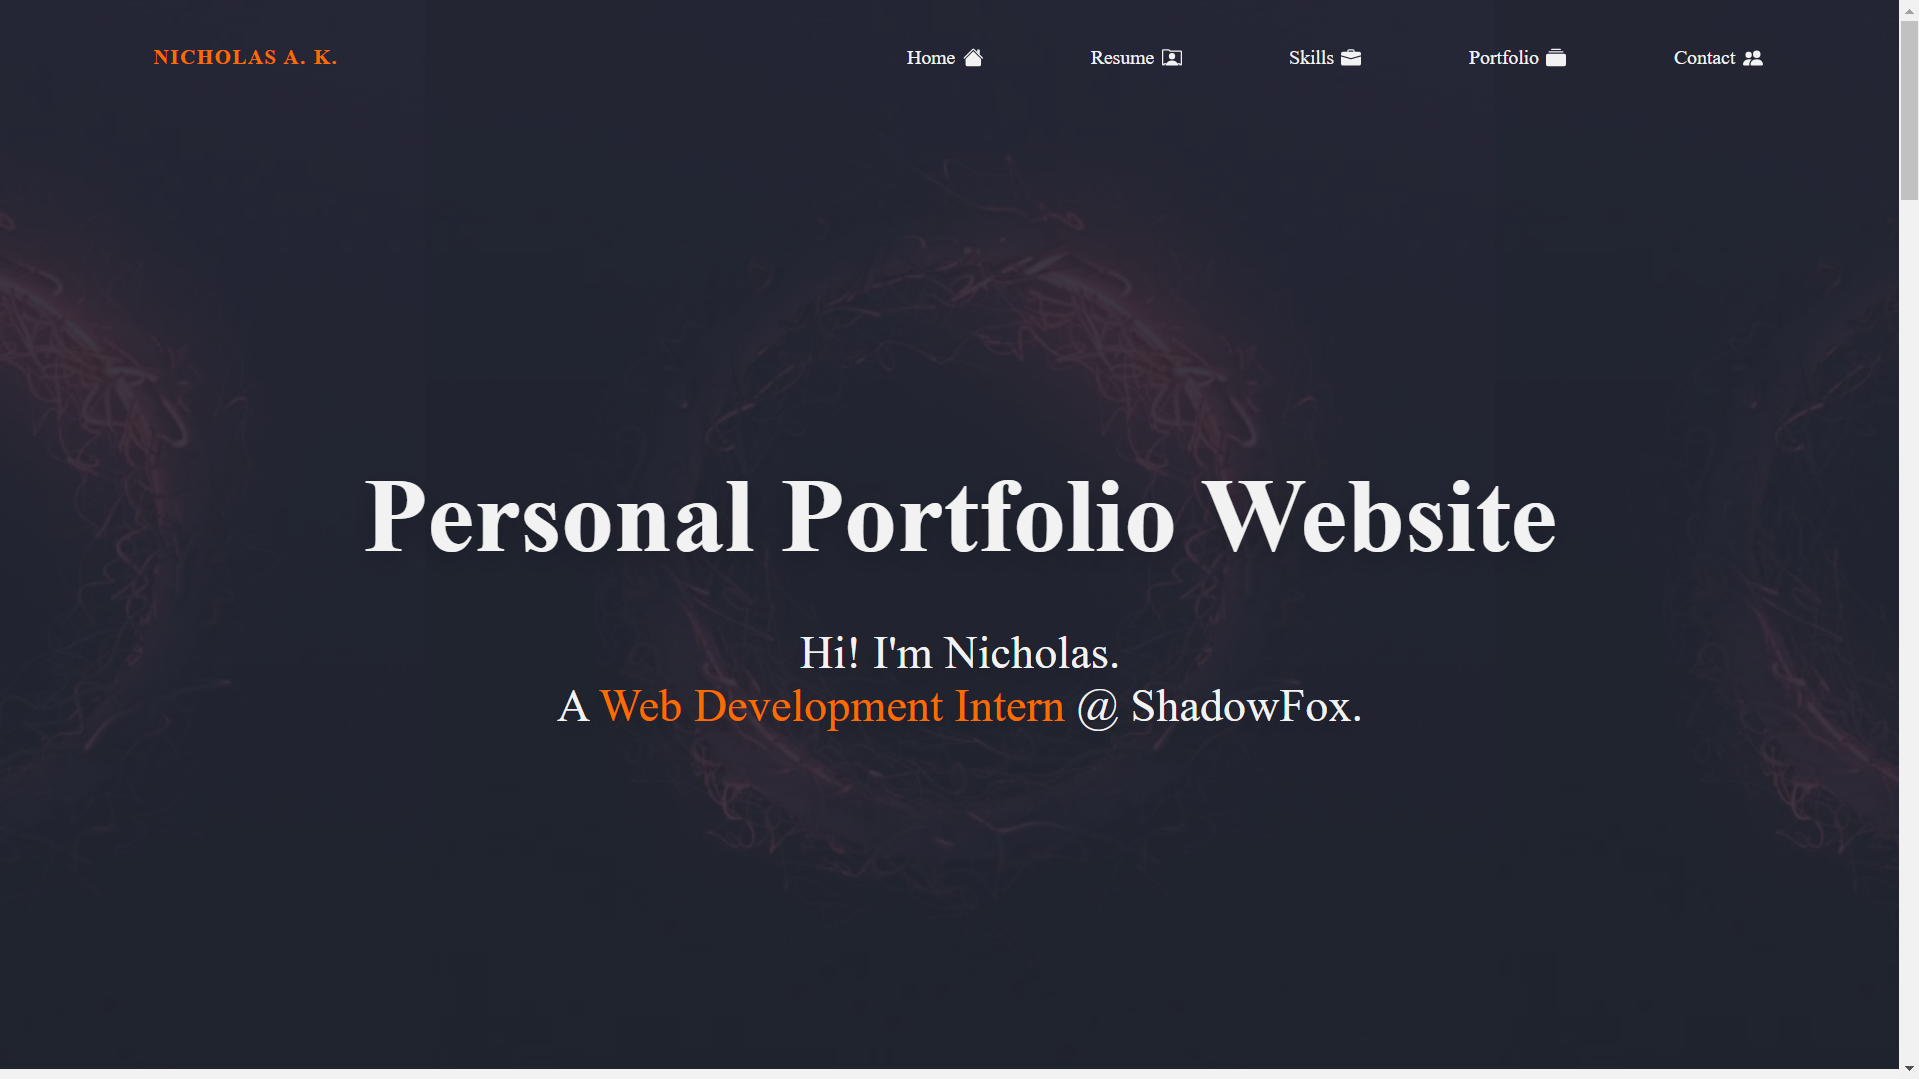 NICHOLAS A. K.
Home Resume Skills Portfolio Contact
Personal Portfolio Website
Hi! I'm Nicholas.
A Web Development Intern @ ShadowFox.